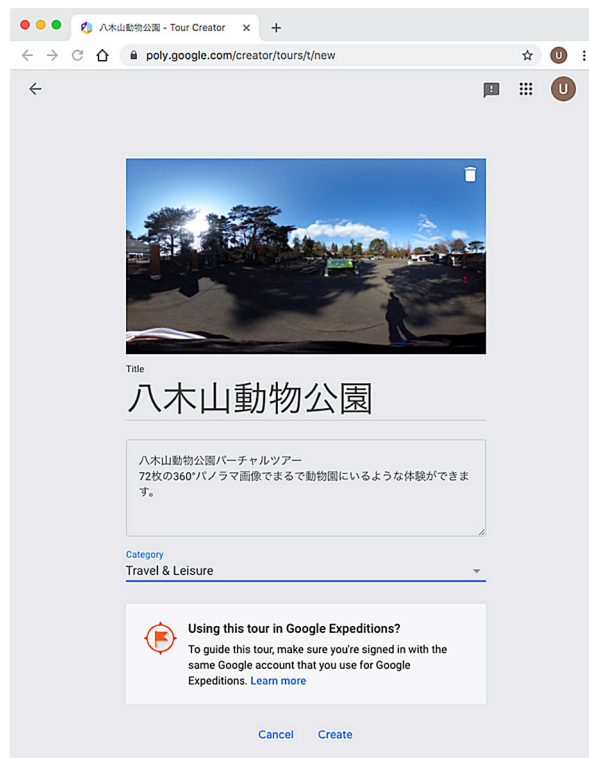 八木山動物公園 - Tour Creator
poly.google.com/creator/tours/t/new
U
U
Title
八木山動物公園
八木山動物公園バーチャルツアー
72枚の360°パノラマ画像でまるで動物園にいるような体験ができま
す。
Category
Travel & Leisure
Using this tour in Google Expeditions?
To guide this tour, make sure you're signed in with the
same Google account that you use for Google
Expeditions. Learn more
Cancel Create